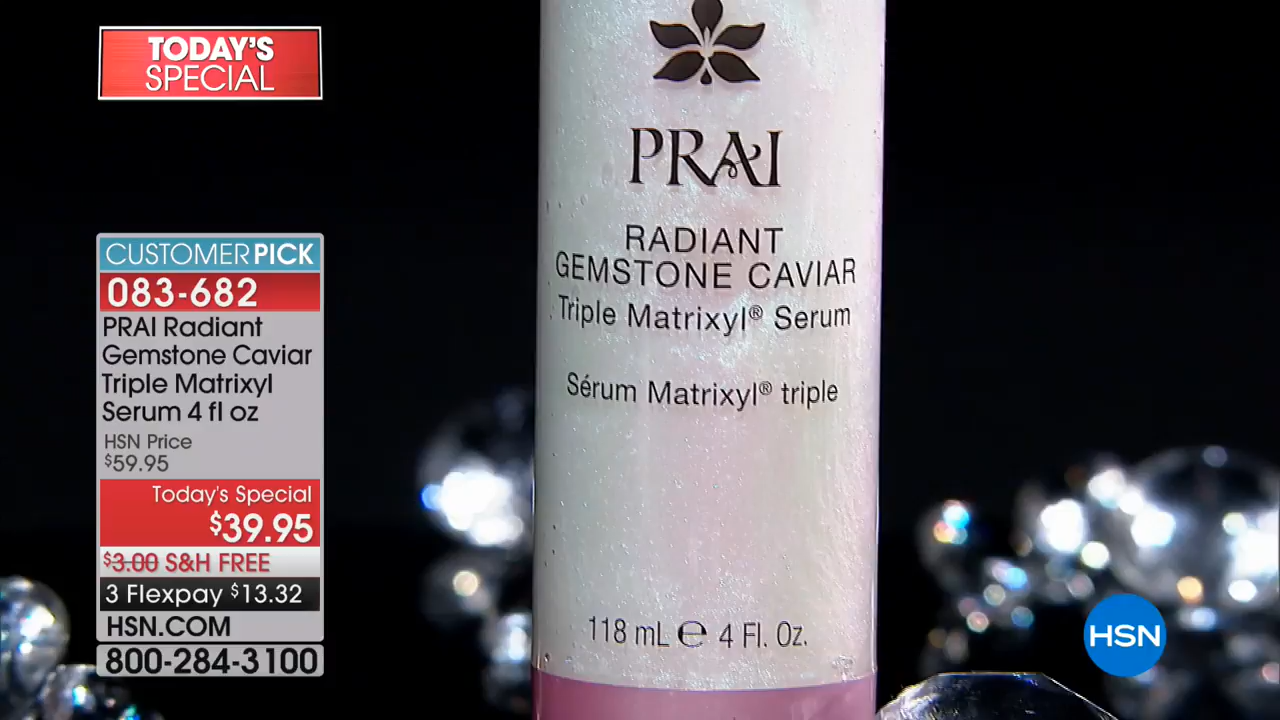 TODAY'S
SPECIAL
CUSTOMER PICK
083-682
PRAI Radiant
Gemstone Caviar
Triple Matrixyl
Serum 4 fl oz
HSN Price
$59.95
Today's Special
$39.95
$3.00 S&H FREE
3 Flexpay $13.32
HSN.COM
800-284-3100
PRAI
RADIANT
GEMSTONE CAVIAR
Triple Matrixyl® Serum
Sérum Matrixyl® triple
118 mL ℮ 4 Fl. Oz.
HSN